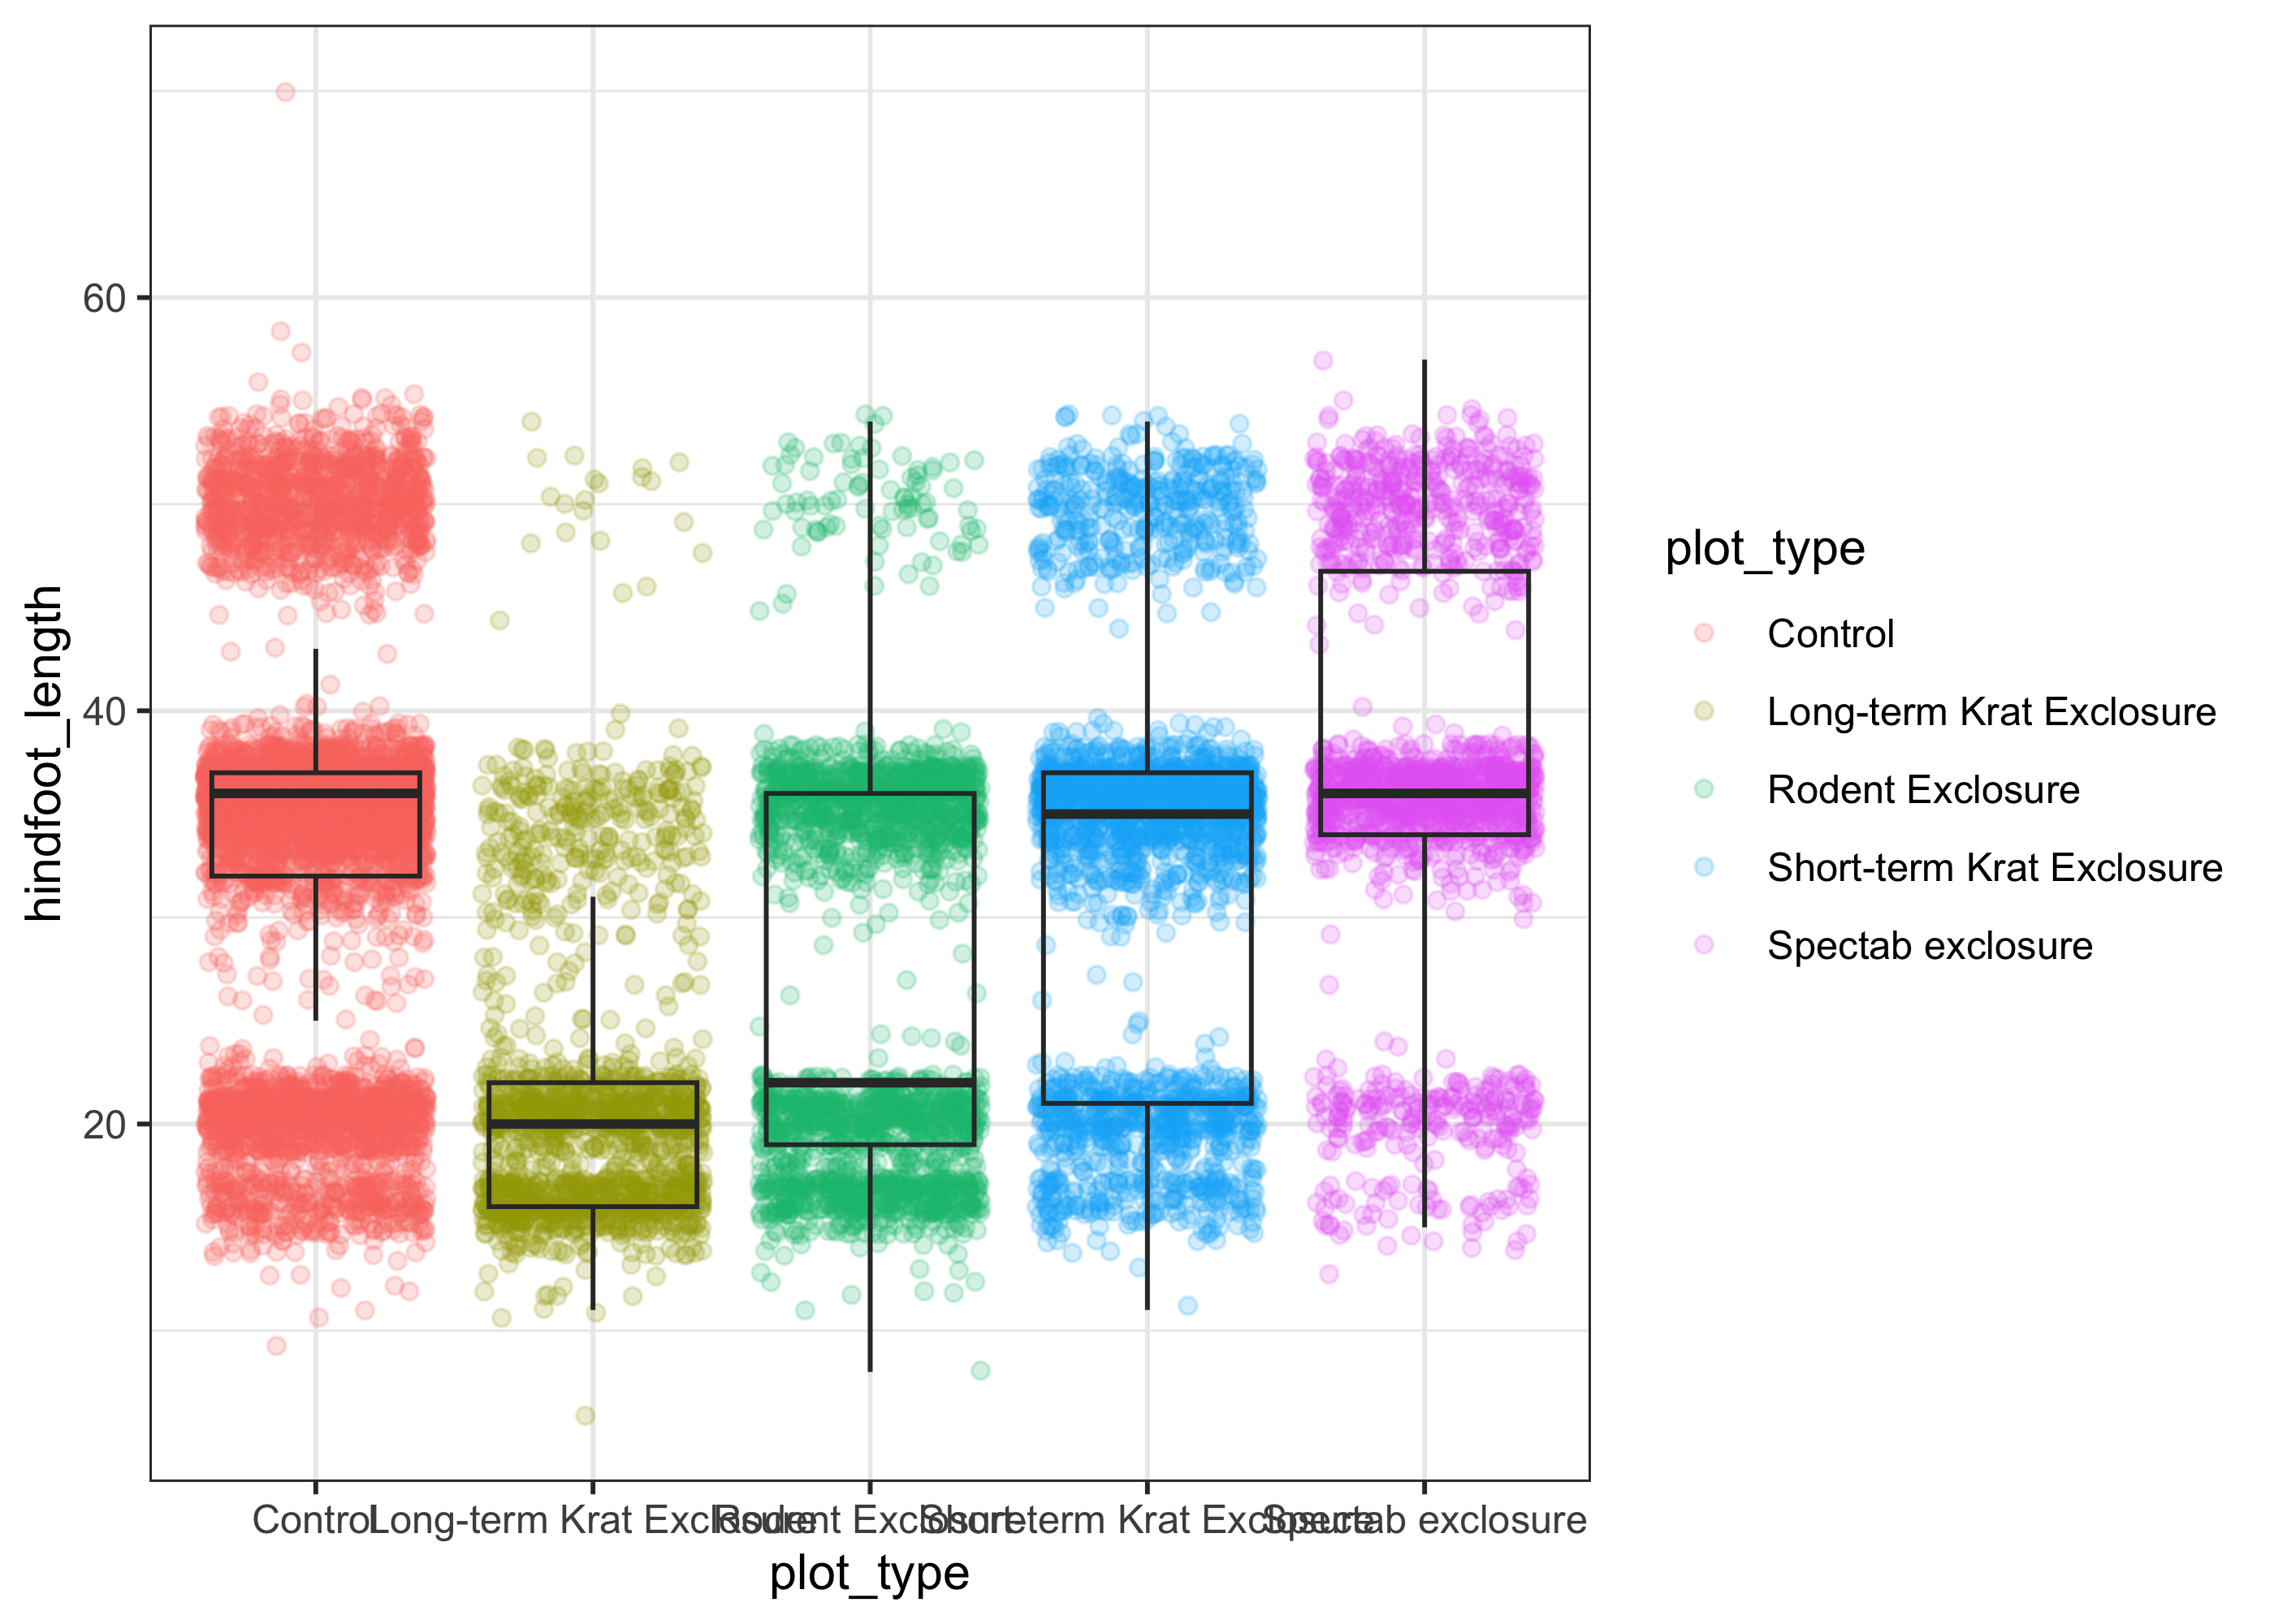 60
40
20
hindfoot_length
Control
Long-term Krat Exclosure
Rodent Exclosure
Short-term Krat Exclosure
Spectab exclosure
plot_type
plot_type
Control
Long-term Krat Exclosure
Rodent Exclosure
Short-term Krat Exclosure
Spectab exclosure